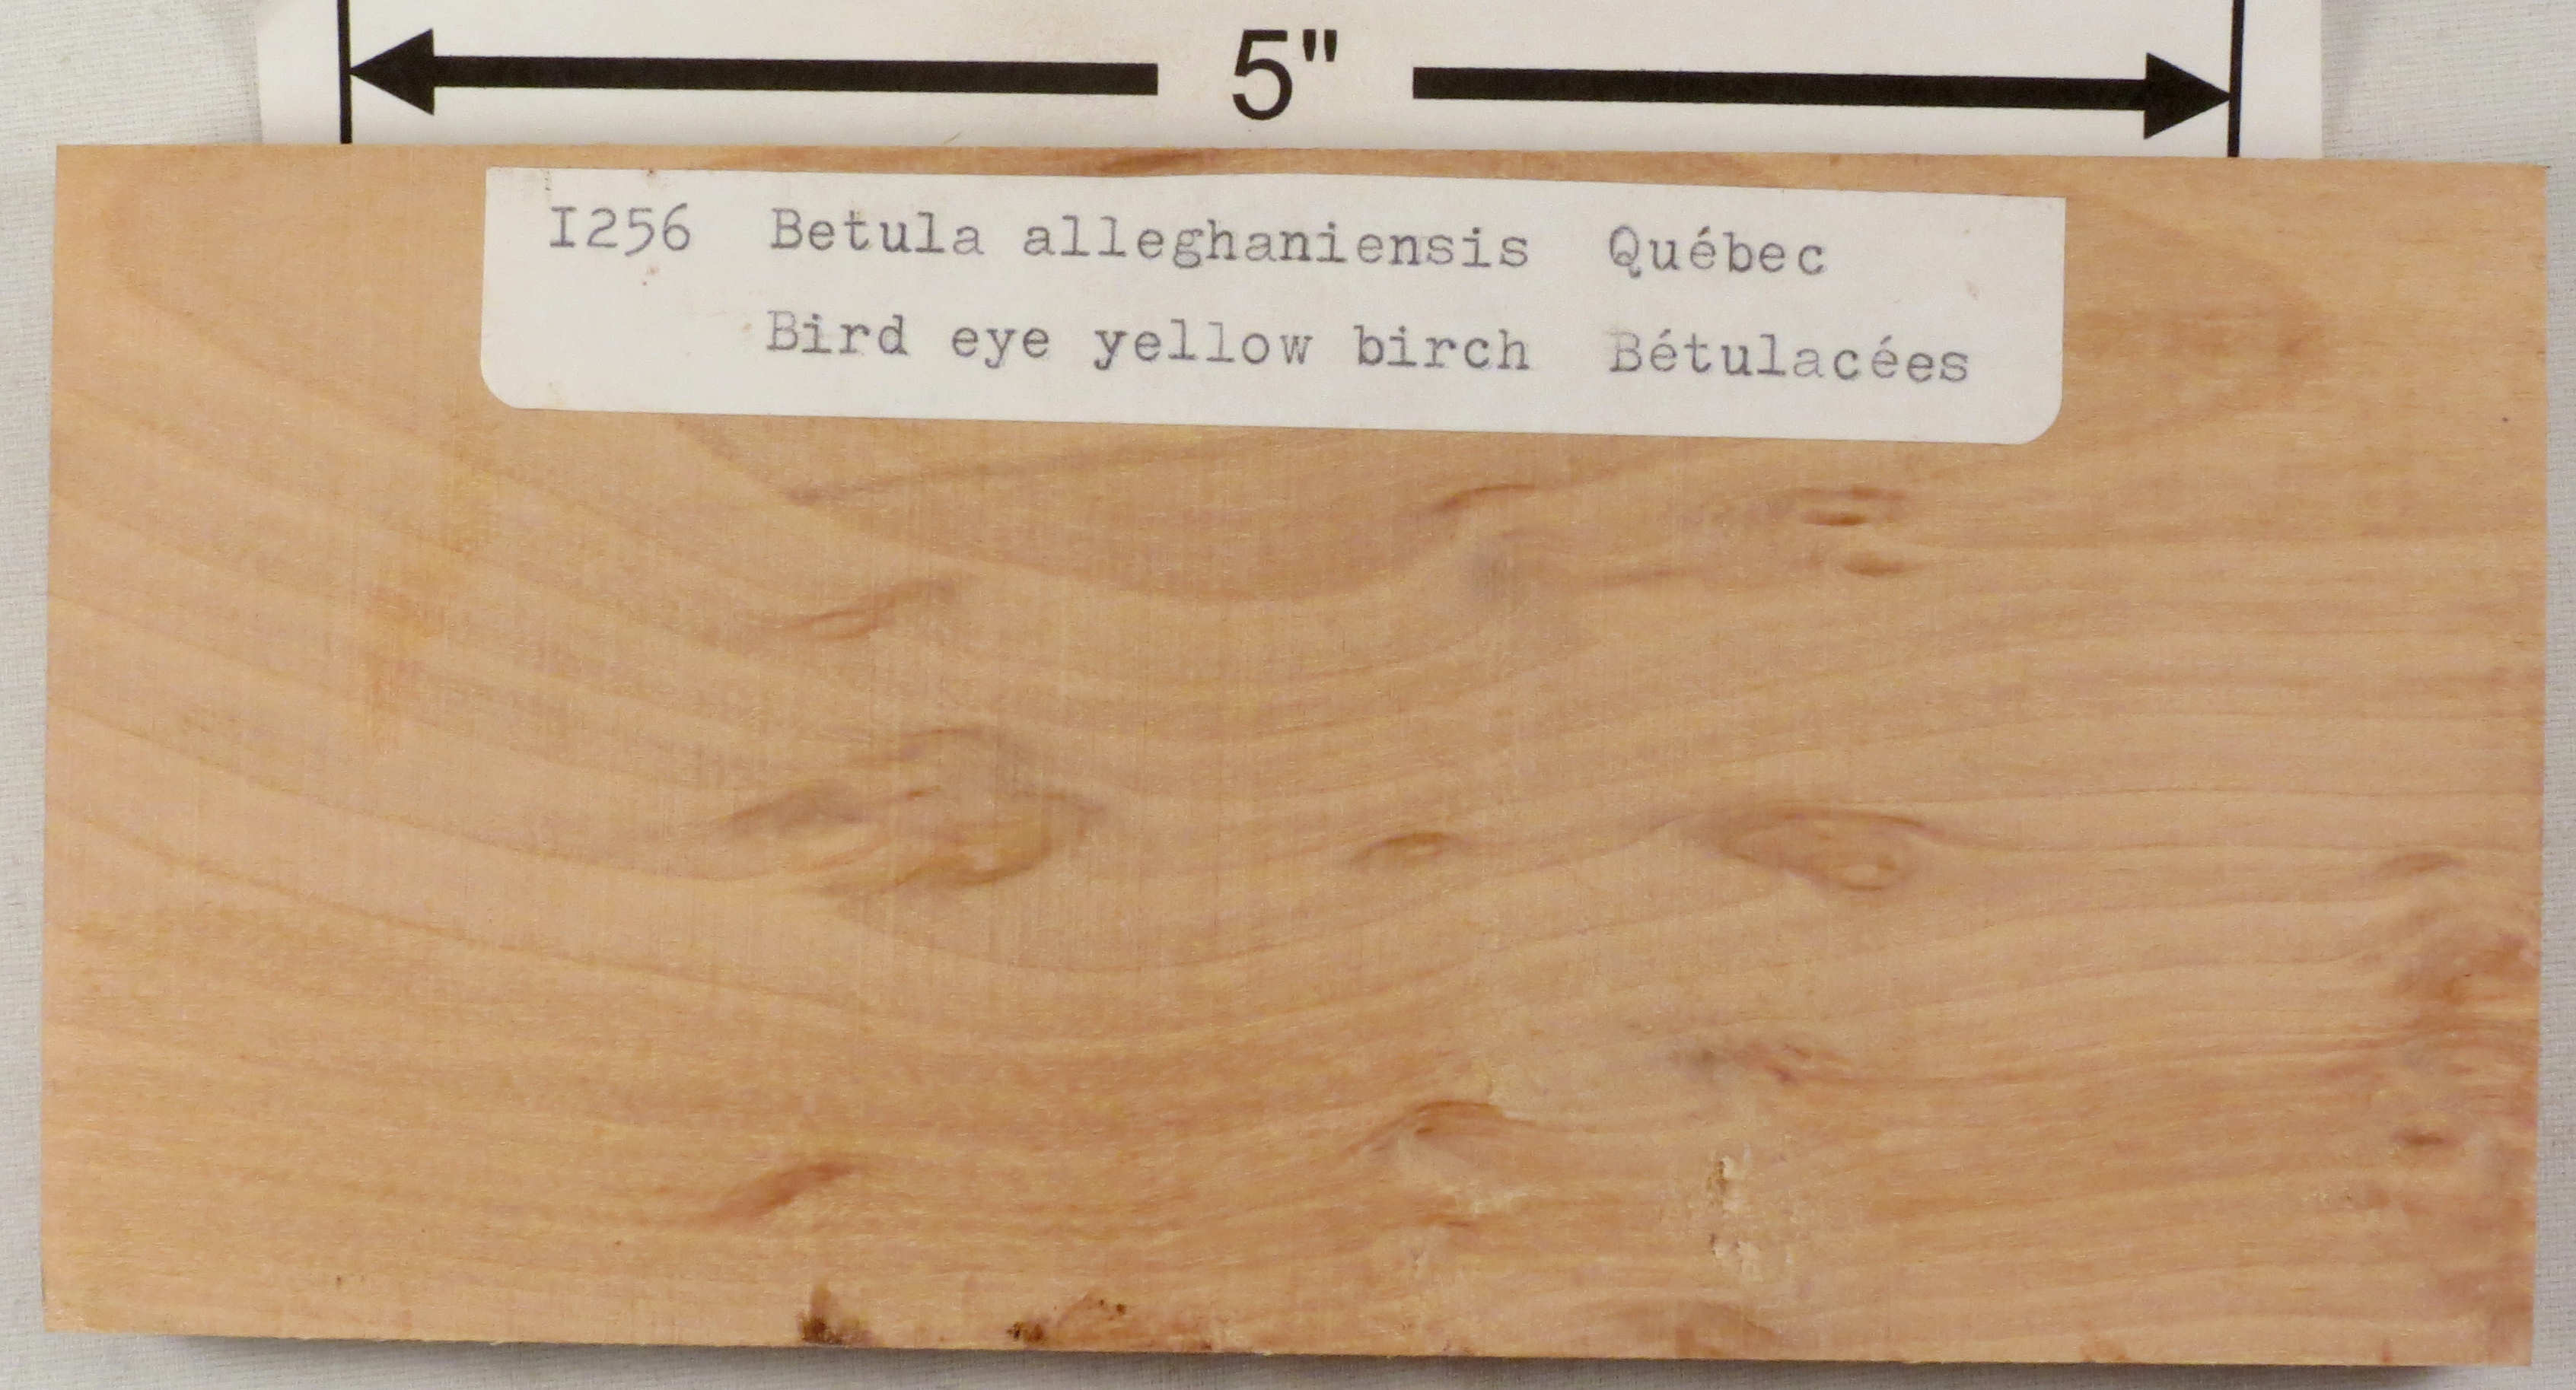 5"
I256 Betula alleghaniensis Québec
Bird eye yellow birch Bétulacées